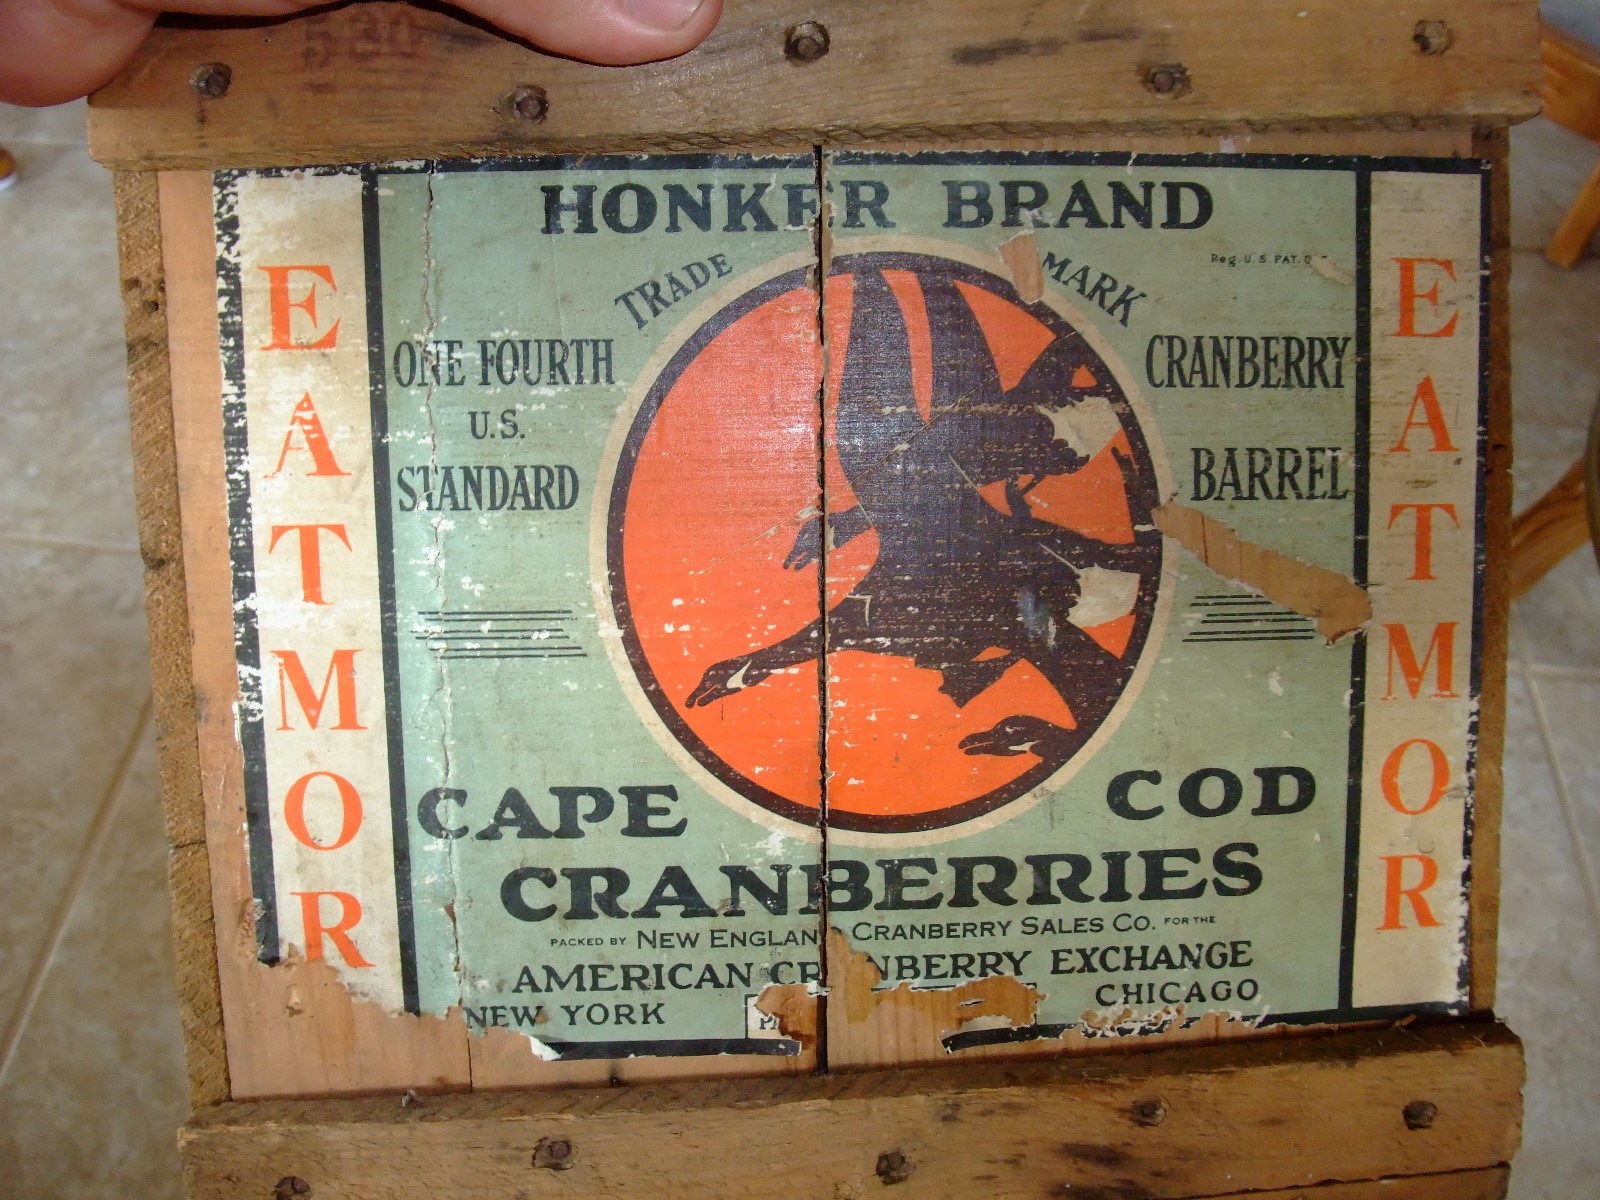 HONKER BRAND
TRADE MARK
Reg. U.S. PAT.
EATMOR
ONE FOURTH
U.S.
STANDARD
CRANBERRY
BARREL
EATMOR
CAPE COD
CRANBERRIES
PACKED BY NEW ENGLAND CRANBERRY SALES CO. FOR THE
AMERICAN CRANBERRY EXCHANGE
NEW YORK CHICAGO